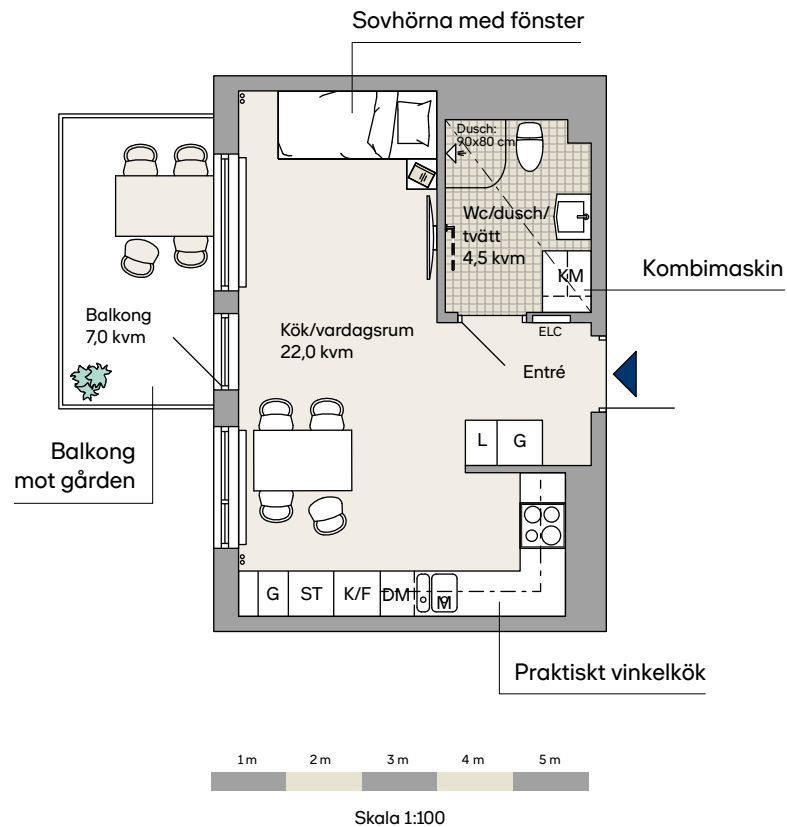 Sovhörna med fönster
Dusch:
90x80 cm
Wc/dusch/
tvätt
4,5 kvm
KM
Kombimaskin
ELC
Balkong
7,0 kvm
Kök/vardagsrum
22,0 kvm
Entré
Balkong
mot gården
L G
G ST K/F DM M
Praktiskt vinkelkök
1 m 2 m 3 m 4 m 5 m
Skala 1:100